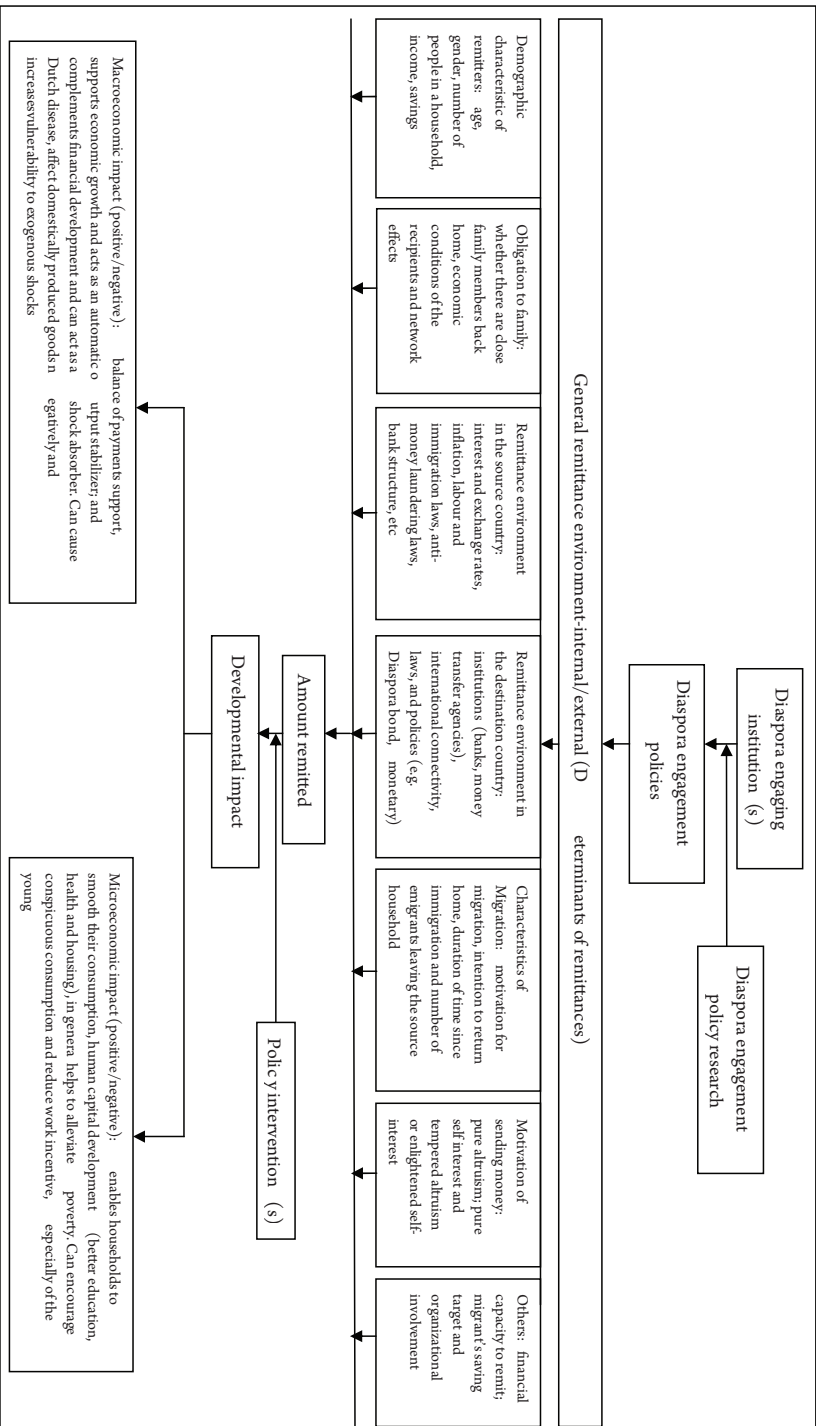 Diaspora engaging
institution (s)
Diaspora engagement
policy research
Diaspora engagement
policies
General remittance environment-internal/external (D eterminants of remittances)
Demographic
characteristic of
remitters: age,
gender, number of
people in a household,
income, savings
Obligation to family:
whether there are close
family members back
home, economic
conditions of the
recipients and network
effects
Remittance environment
in the source country:
interest and exchange rates,
inflation, labour and
immigration laws, anti-
money laundering laws,
bank structure, etc
Remittance environment in
the destination country:
institutions (banks, money
transfer agencies),
international connectivity,
laws, and policies (e.g.
Diaspora bond, monetary)
Characteristics of
Migration: motivation for
migration, intention to return
home, duration of time since
immigration and number of
emigrants leaving the source
household
Motivation of
sending money:
pure altruism; pure
self interest and
tempered altruism
or enlightened self-
interest
Others: financial
capacity to remit;
migrant's saving
target and
organizational
involvement
Amount remitted
Policy intervention (s)
Developmental impact
Macroeconomic impact (positive/negative): balance of payments support,
supports economic growth and acts as an automatic o utput stabilizer; and
complements financial development and can act as a shock absorber. Can cause
Dutch disease, affect domestically produced goods n egatively and
increasesvulnerability to exogenous shocks
Microeconomic impact (positive/negative): enables households to
smooth their consumption, human capital development (better education,
health and housing), in genera helps to alleviate poverty. Can encourage
conspicuous consumption and reduce work incentive, especially of the
young